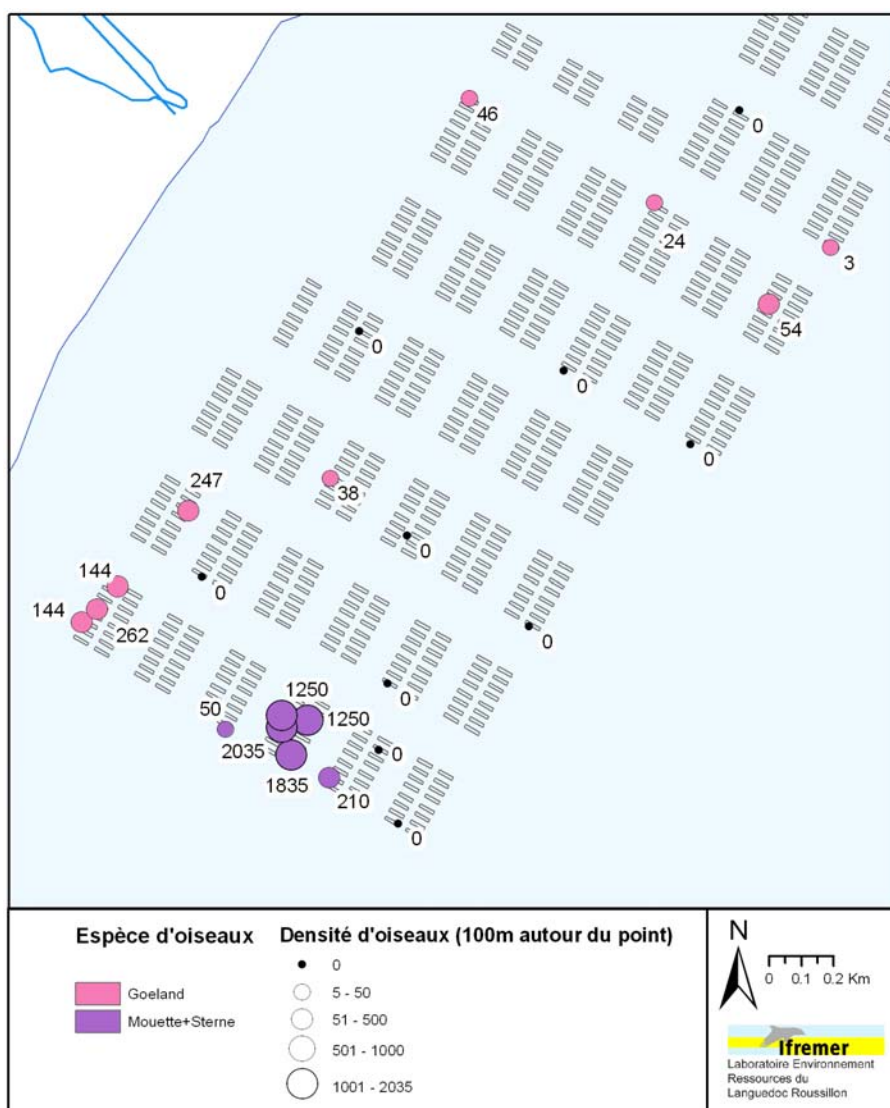 46
0
24
3
54
0
0
0
247
38
0
0
144
144
262
0
0
50
1250
1250
2035
0
1835
210
0
Espèce d'oiseaux
Goeland
Mouette+Sterne
Densité d'oiseaux (100m autour du point)
0
5 - 50
51 - 500
501 - 1000
1001 - 2035
N
0 0.1 0.2 Km
Ifremer
Laboratoire Environnement
Ressources du
Languedoc Roussillon